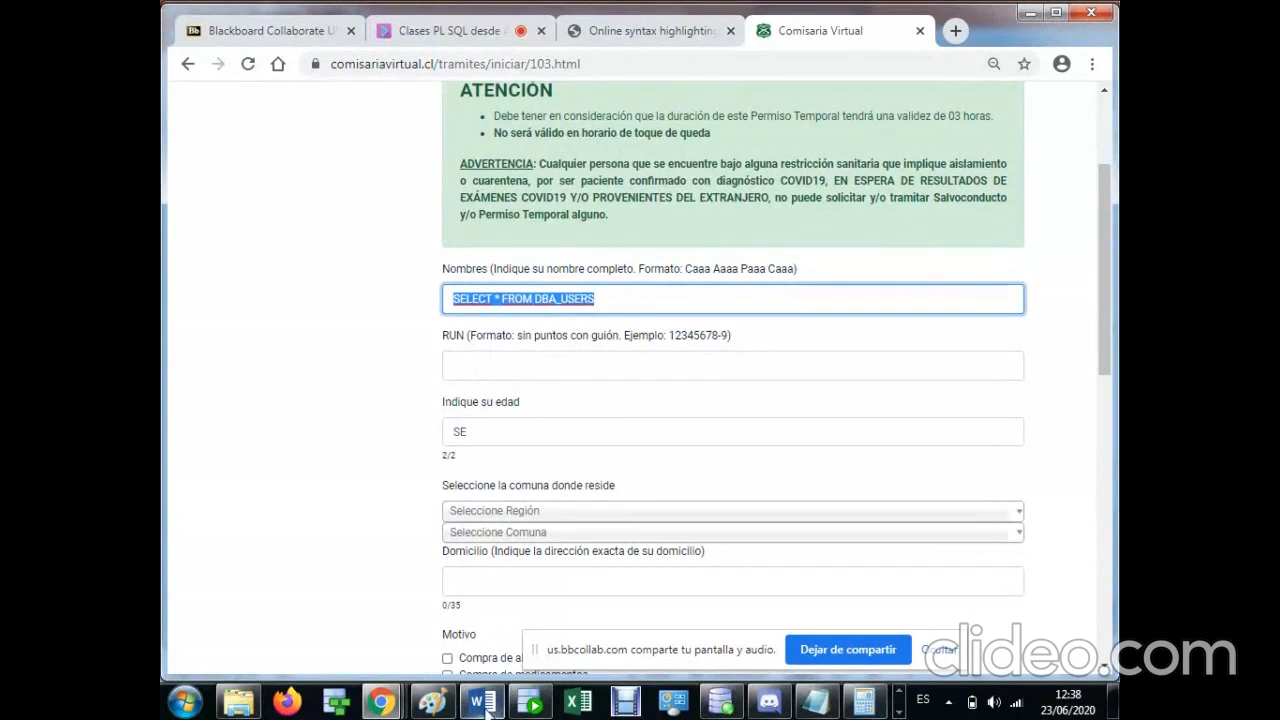 Blackboard Collaborate U
Clases PL SQL desde
Online syntax highlighting
Comisaria Virtual
comisariavirtual.cl/tramites/iniciar/103.html
ATENCIÓN
Debe tener en consideración que la duración de este Permiso Temporal tendrá una validez de 03 horas.
No será válido en horario de toque de queda
ADVERTENCIA: Cualquier persona que se encuentre bajo alguna restricción sanitaria que implique aislamiento
o cuarentena, por ser paciente confirmado con diagnóstico COVID19, EN ESPERA DE RESULTADOS DE
EXÁMENES COVID19 Y/O PROVENIENTES DEL EXTRANJERO, no puede solicitar y/o tramitar Salvoconducto
y/o Permiso Temporal alguno.
Nombres (Indique su nombre completo. Formato: Caaa Aaaa Paaa Caaa)
SELECT * FROM DBA_USERS
RUN (Formato: sin puntos con guión. Ejemplo: 12345678-9)
Indique su edad
SE
2/2
Seleccione la comuna donde reside
Seleccione Región
Seleccione Comuna
Domicilio (Indique la dirección exacta de su domicilio)
0/35
Motivo
Compra de al
us.bbcollab.com comparte tu pantalla y audio.
Dejar de compartir
Ocultar
clideo.com
ES
12:38
23/06/2020